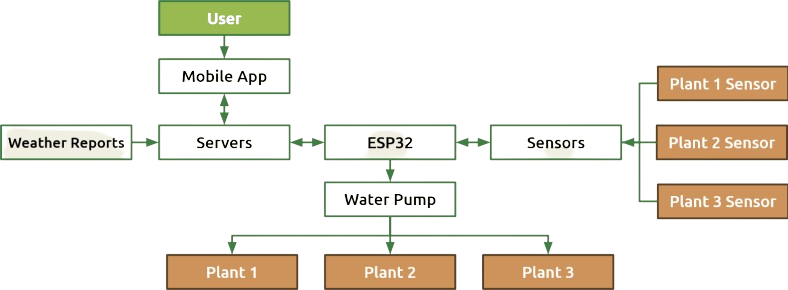 User
Mobile App
Plant 1 Sensor
Weather Reports
Servers
ESP32
Sensors
Plant 2 Sensor
Water Pump
Plant 3 Sensor
Plant 1
Plant 2
Plant 3